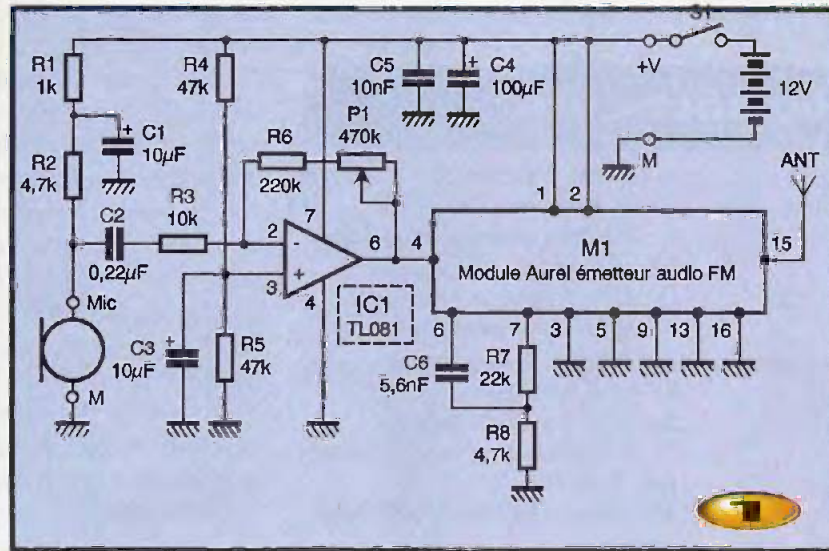 S1
R1
1k
R4
47k
C5
10nF
C4
100µF
+V
12V
P1
470k
C1
10µF
R6
220k
M
ANT
R2
4,7k
R3
10k
C2
0,22µF
1
2
7
2
-
6
4
M1
15
Module Aurel émetteur audio FM
+
3
4
IC1
TL081
Mic
6
7
3
5
9
13
16
C3
10µF
R5
47k
C6
5,6nF
R7
22k
M
R8
4,7k
1